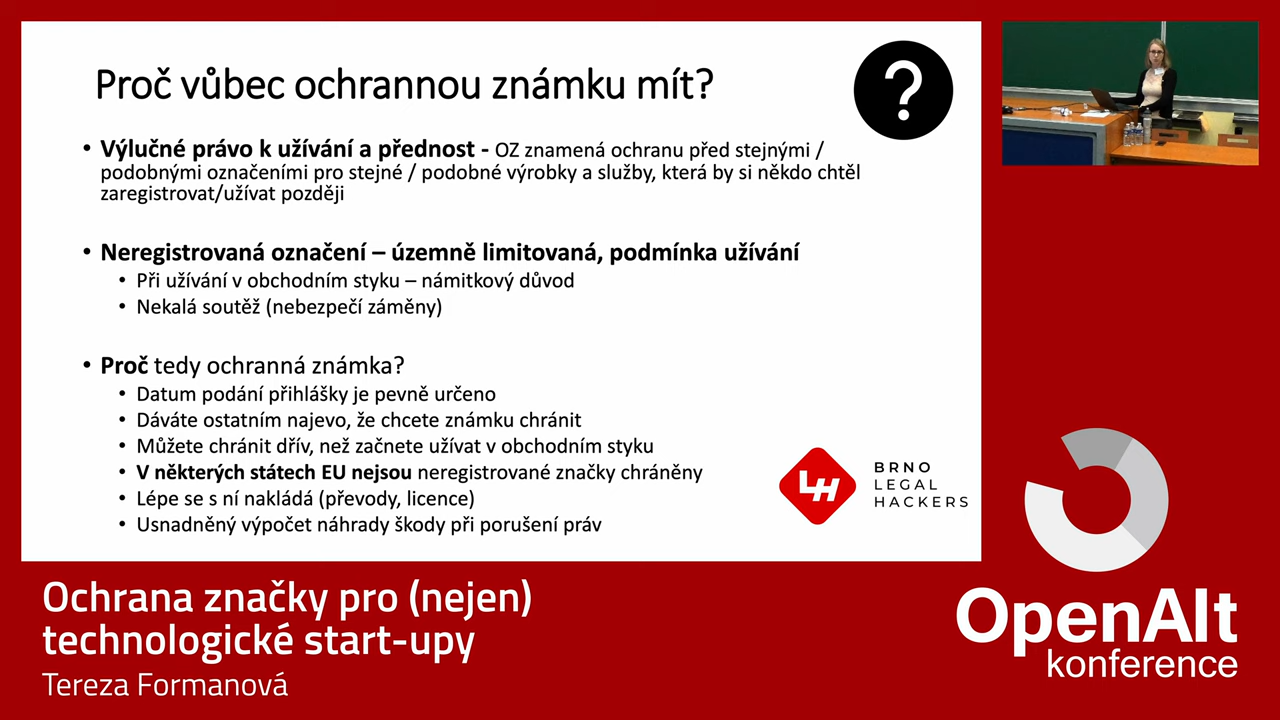 Proč vůbec ochrannou známku mít?
?
• Výlučné právo k užívání a přednost - OZ znamená ochranu před stejnými /
podobnými označeními pro stejné / podobné výrobky a služby, která by si někdo chtěl
zaregistrovat/užívat později
• Neregistrovaná označení – územně limitovaná, podmínka užívání
• Při užívání v obchodním styku – námitkový důvod
• Nekalá soutěž (nebezpečí záměny)
• Proč tedy ochranná známka?
• Datum podání přihlášky je pevně určeno
• Dáváte ostatním najevo, že chcete známku chránit
• Můžete chránit dřív, než začnete užívat v obchodním styku
• V některých státech EU nejsou neregistrované značky chráněny
• Lépe se s ní nakládá (převody, licence)
• Usnadněný výpočet náhrady škody při porušení práv
LH
BRNO
LEGAL
HACKERS
Ochrana značky pro (nejen)
technologické start-upy
Tereza Formanová
OpenAlt
konference